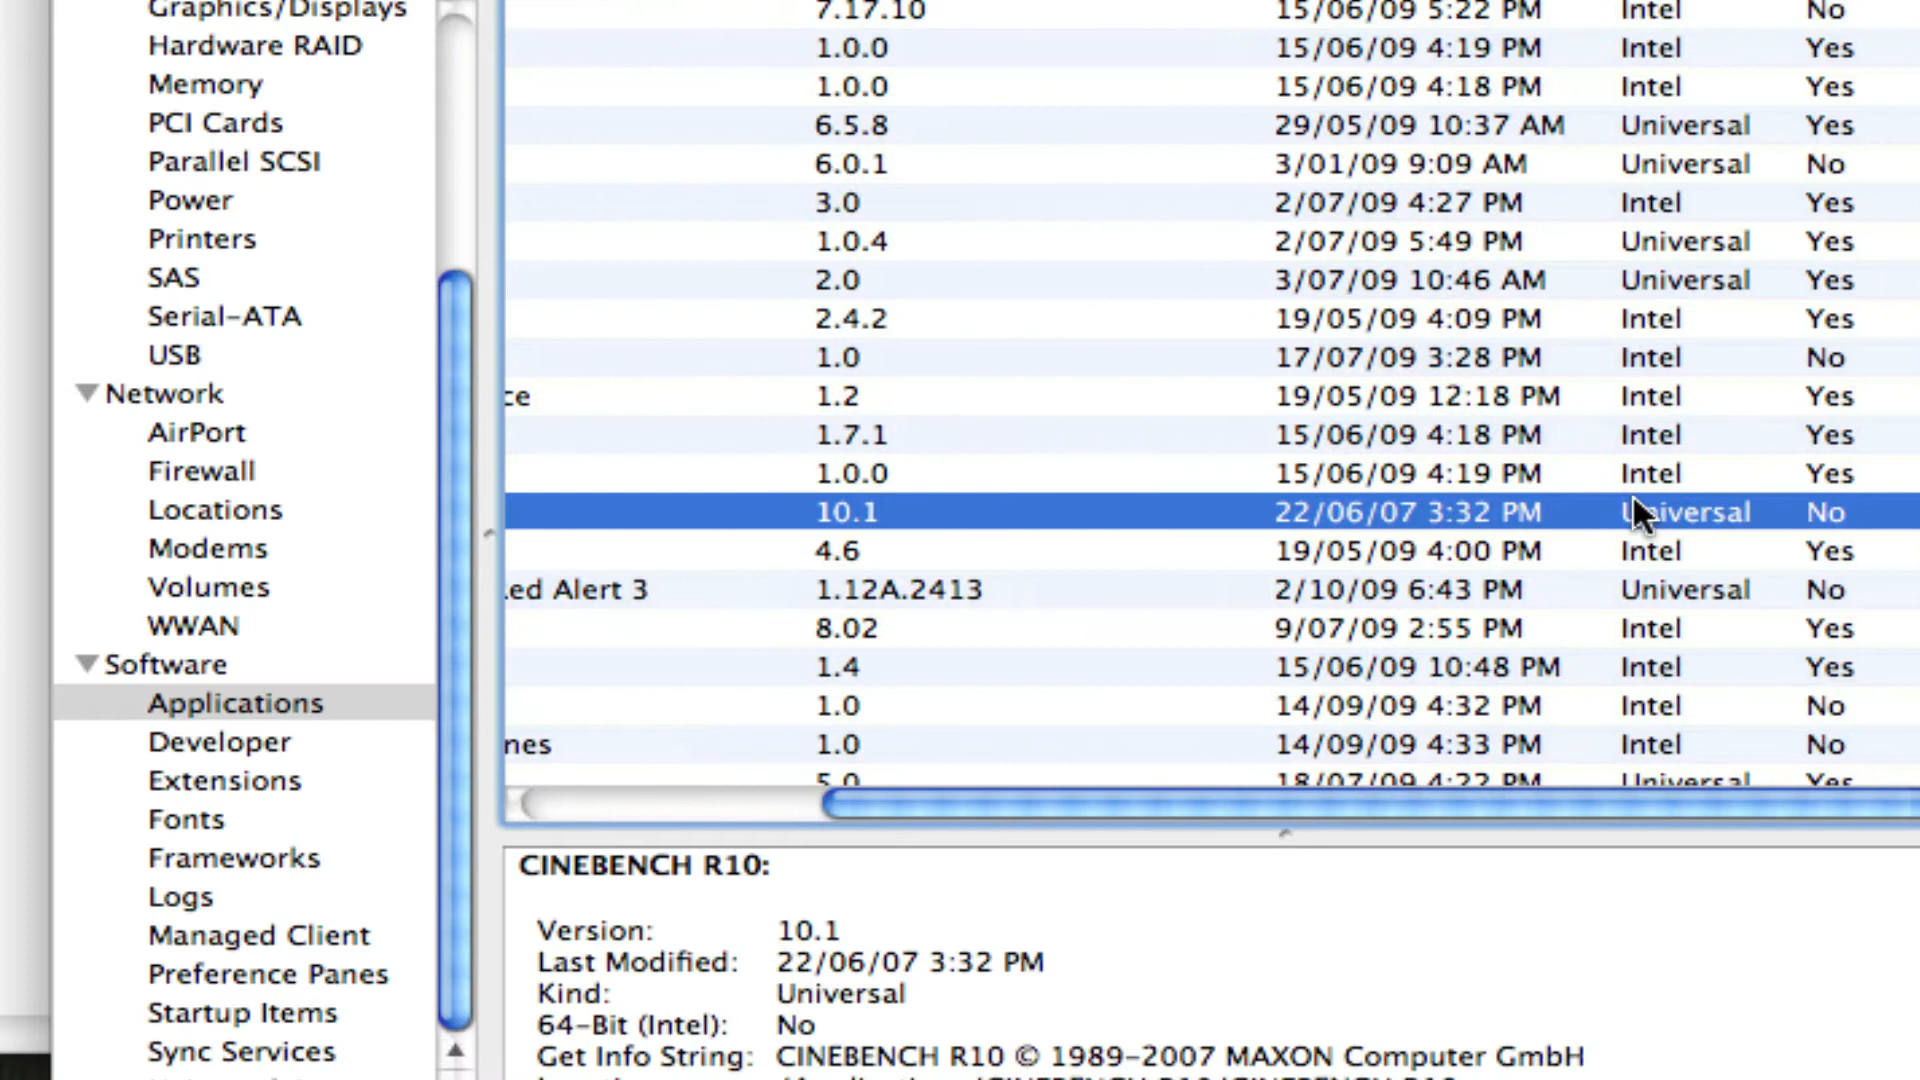 Graphics/Displays
Hardware RAID
Memory
PCI Cards
Parallel SCSI
Power
Printers
SAS
Serial-ATA
USB
Network
AirPort
Firewall
Locations
Modems
Volumes
WWAN
Software
Applications
Developer
Extensions
Fonts
Frameworks
Logs
Managed Client
Preference Panes
Startup Items
Sync Services
7.17.10 15/06/09 5:22 PM Intel No
1.0.0 15/06/09 4:19 PM Intel Yes
1.0.0 15/06/09 4:18 PM Intel Yes
6.5.8 29/05/09 10:37 AM Universal Yes
6.0.1 3/01/09 9:09 AM Universal No
3.0 2/07/09 4:27 PM Intel Yes
1.0.4 2/07/09 5:49 PM Universal Yes
2.0 3/07/09 10:46 AM Universal Yes
2.4.2 19/05/09 4:09 PM Intel Yes
1.0 17/07/09 3:28 PM Intel No
ce 1.2 19/05/09 12:18 PM Intel Yes
1.7.1 15/06/09 4:18 PM Intel Yes
1.0.0 15/06/09 4:19 PM Intel Yes
10.1 22/06/07 3:32 PM Universal No
4.6 19/05/09 4:00 PM Intel Yes
ed Alert 3 1.12A.2413 2/10/09 6:43 PM Universal No
8.02 9/07/09 2:55 PM Intel Yes
1.4 15/06/09 10:48 PM Intel Yes
1.0 14/09/09 4:32 PM Intel No
nes 1.0 14/09/09 4:33 PM Intel No
5.0 18/07/09 4:22 PM Universal Yes
CINEBENCH R10:
Version: 10.1
Last Modified: 22/06/07 3:32 PM
Kind: Universal
64-Bit (Intel): No
Get Info String: CINEBENCH R10 © 1989-2007 MAXON Computer GmbH